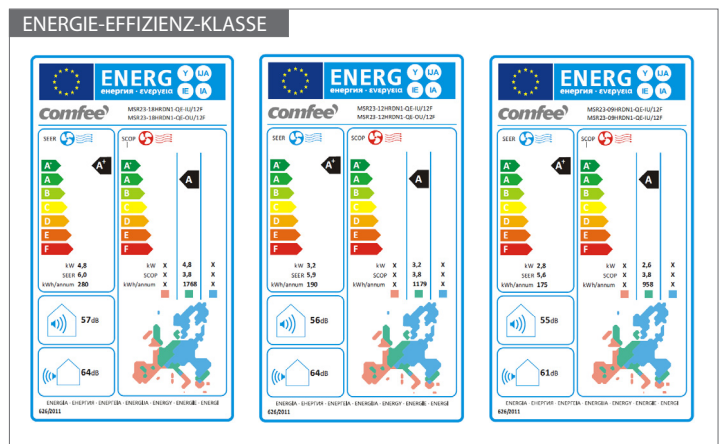 ENERGIE-EFFIZIENZ-KLASSE
ENERG
енергия · ενεργεια
Y IJA
IE IA
comfee'
MSR23-18HRDN1-QE-IU/12F
MSR23-18HRDN1-QE-OU/12F
SEER
SCOP
A+
A
B
C
D
E
F
A+
A
kW 4,8
SEER 6,0
kWh/annum 280
kW X 4,8 X
SCOP X 3,8 X
kWh/annum X 1768 X
57dB
64dB
ENERGIA · ЕНЕРГИЯ · ΕΝΕΡΓΕΙΑ · ENERGIJA · ENERGY · ENERGIE · ENERGI
626/2011
ENERG
енергия · ενεργεια
Y IJA
IE IA
comfee'
MSR23-12HRDN1-QE-IU/12F
MSR23-12HRDN1-QE-OU/12F
SEER
SCOP
A+
A
B
C
D
E
F
A+
A
kW 3,2
SEER 5,9
kWh/annum 190
kW X 3,2 X
SCOP X 3,8 X
kWh/annum X 1179 X
56dB
64dB
ENERGIA · ЕНЕРГИЯ · ΕΝΕΡΓΕΙΑ · ENERGIJA · ENERGY · ENERGIE · ENERGI
626/2011
ENERG
енергия · ενεργεια
Y IJA
IE IA
comfee'
MSR23-09HRDN1-QE-IU/12F
MSR23-09HRDN1-QE-OU/12F
SEER
SCOP
A+
A
B
C
D
E
F
A+
A
kW 2,8
SEER 5,6
kWh/annum 175
kW X 2,6 X
SCOP X 3,8 X
kWh/annum X 958 X
55dB
61dB
ENERGIA · ЕНЕРГИЯ · ΕΝΕΡΓΕΙΑ · ENERGIJA · ENERGY · ENERGIE · ENERGI
626/2011